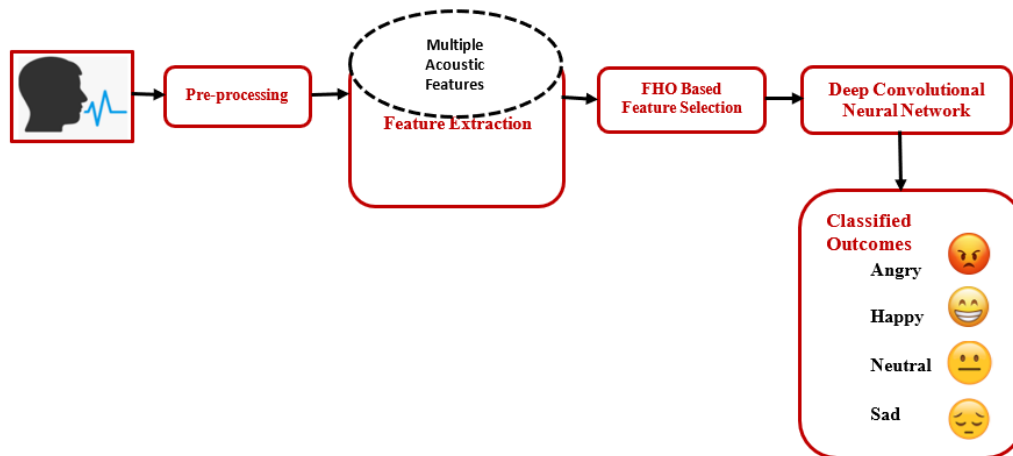 Pre-processing
Multiple
Acoustic
Features
Feature Extraction
FHO Based
Feature Selection
Deep Convolutional
Neural Network
Classified
Outcomes
Angry
Happy
Neutral
Sad